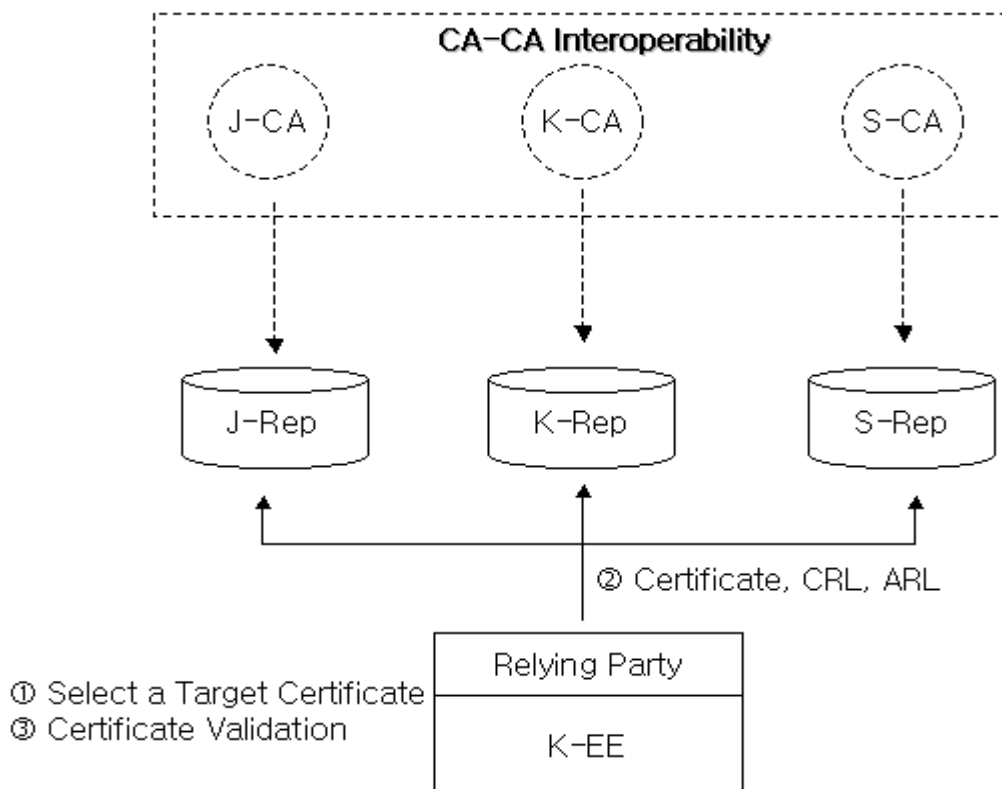 CA-CA Interoperability
J-CA
K-CA
S-CA
J-Rep
K-Rep
S-Rep
② Certificate, CRL, ARL
Relying Party
① Select a Target Certificate
③ Certificate Validation
K-EE